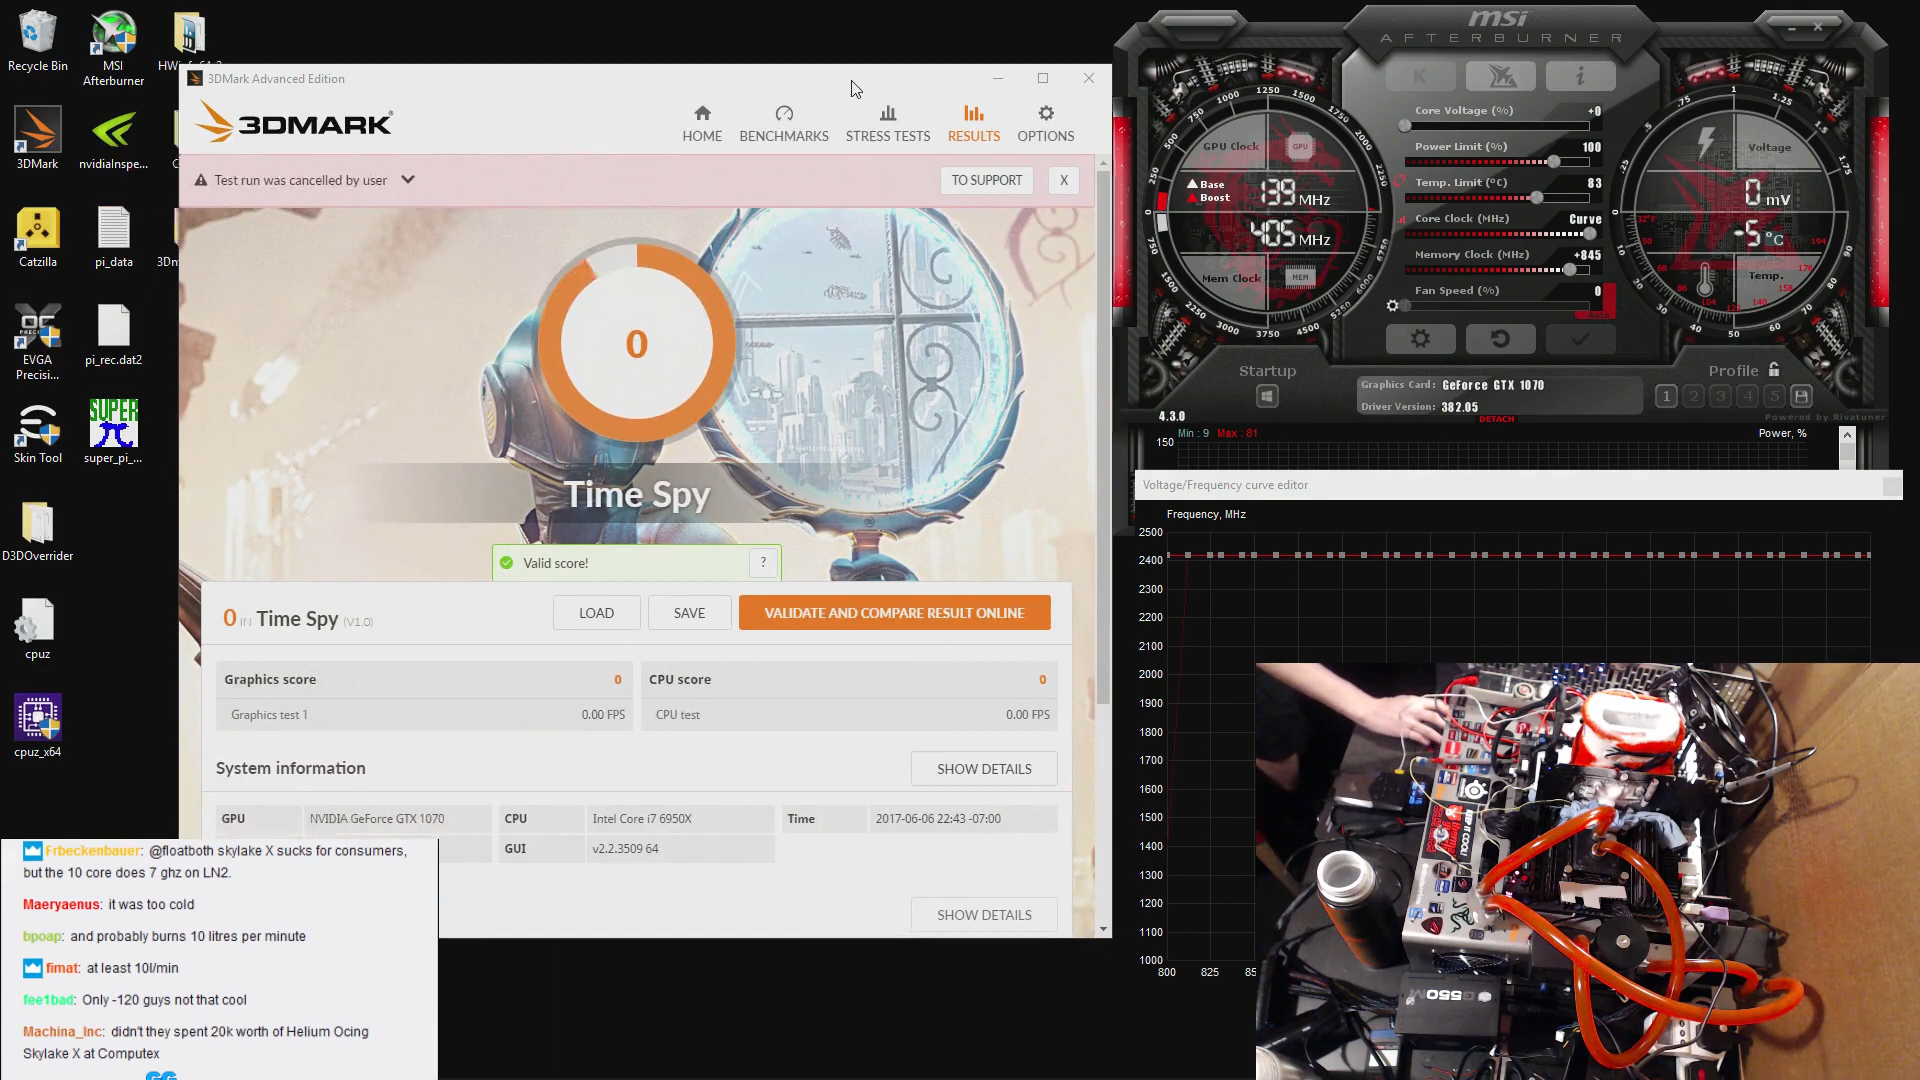 Recycle Bin
MSI
Afterburner
3DMark
nvidiaInspe...
Catzilla
pi_data
EVGA
Precisi...
pi_rec.dat2
Skin Tool
SUPER
super_pi_...
D3DOverrider
cpuz
cpuz_x64
3DMark Advanced Edition
3DMARK
HOME
BENCHMARKS
STRESS TESTS
RESULTS
OPTIONS
Test run was cancelled by user
TO SUPPORT
X
0
Time Spy
Valid score!
?
0 IN Time Spy (V1.0)
LOAD
SAVE
VALIDATE AND COMPARE RESULT ONLINE
Graphics score 0
Graphics test 1 0.00 FPS
CPU score 0
CPU test 0.00 FPS
System information
SHOW DETAILS
GPU NVIDIA GeForce GTX 1070
CPU Intel Core i7 6950X
Time 2017-06-06 22:43 -07:00
GUI v2.2.3509 64
SHOW DETAILS
Frbeckenbauer: @floatboth skylake X sucks for consumers,
but the 10 core does 7 ghz on LN2.
Maeryaenus: it was too cold
bpoap: and probably burns 10 litres per minute
fimat: at least 10l/min
fee1bad: Only -120 guys not that cool
Machina_Inc: didn't they spent 20k worth of Helium Ocing
Skylake X at Computex
msi
AFTERBURNER
K
i
GPU Clock
GPU
Base
Boost
139 MHz
405 MHz
Mem Clock
MEM
Core Voltage (%) +0
Power Limit (%) 100
Temp. Limit (°C) 83
Core Clock (MHz) Curve
Memory Clock (MHz) +845
Fan Speed (%) 0
Auto
Voltage
0 mV
-5 °C
Temp.
Startup
Graphics Card: GeForce GTX 1070
Driver Version: 382.05
DETACH
Profile
1 2 3 4 5
4.3.0
Powered by Rivatuner
150
Min : 9 Max : 81
Power, %
Voltage/Frequency curve editor
Frequency, MHz
2500
2400
2300
2200
2100
2000
1900
1800
1700
1600
1500
1400
1300
1200
1100
1000
800 825
G550M